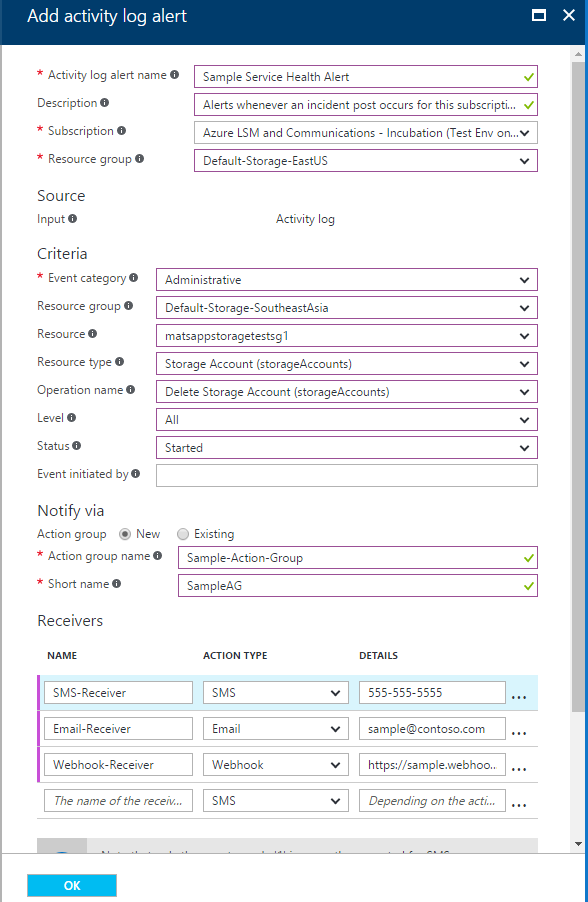 Add activity log alert
* Activity log alert name Sample Service Health Alert
Description Alerts whenever an incident post occurs for this subscripti...
* Subscription Azure LSM and Communications - Incubation (Test Env on...
* Resource group Default-Storage-EastUS
Source
Input Activity log
Criteria
* Event category Administrative
Resource group Default-Storage-SoutheastAsia
Resource matsappstoragetestsg1
Resource type Storage Account (storageAccounts)
Operation name Delete Storage Account (storageAccounts)
Level All
Status Started
Event initiated by
Notify via
Action group New Existing
* Action group name Sample-Action-Group
* Short name SampleAG
Receivers
NAME ACTION TYPE DETAILS
SMS-Receiver SMS 555-555-5555 ...
Email-Receiver Email sample@contoso.com ...
Webhook-Receiver Webhook https://sample.webhoo... ...
The name of the receiv... SMS Depending on the acti... ...
OK